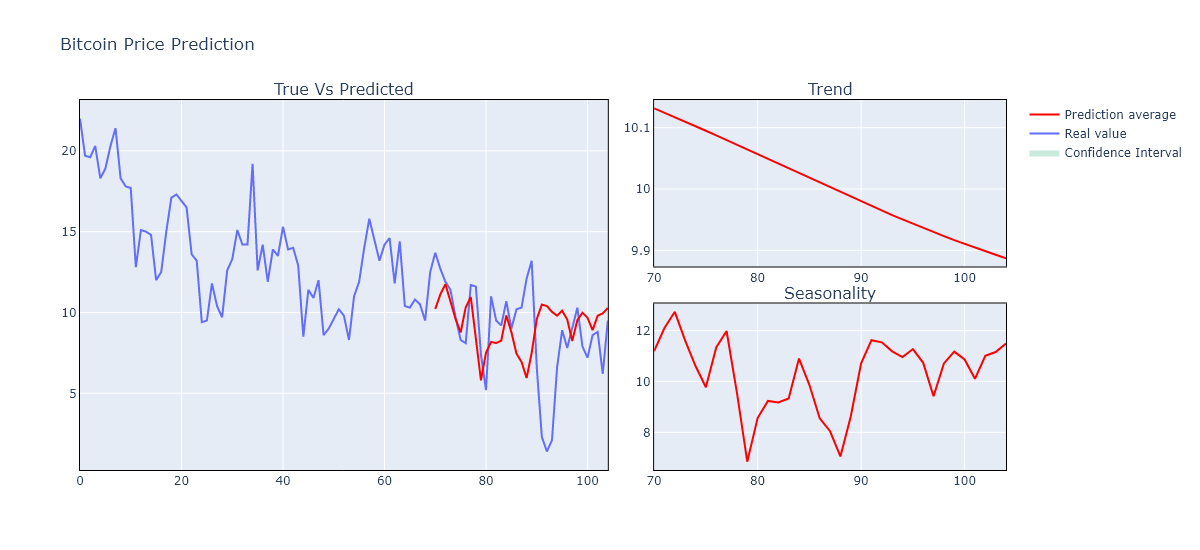 Bitcoin Price Prediction
True Vs Predicted
20
15
10
5
0 20 40 60 80 100
Trend
10.1
10
9.9
70 80 90 100
Seasonality
12
10
8
70 80 90 100
Prediction average
Real value
Confidence Interval